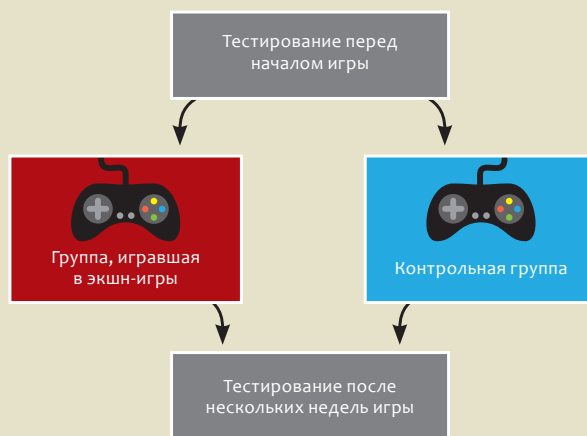 Тестирование перед
началом игры
Группа, игравшая
в экшн-игры
Контрольная группа
Тестирование после
нескольких недель игры